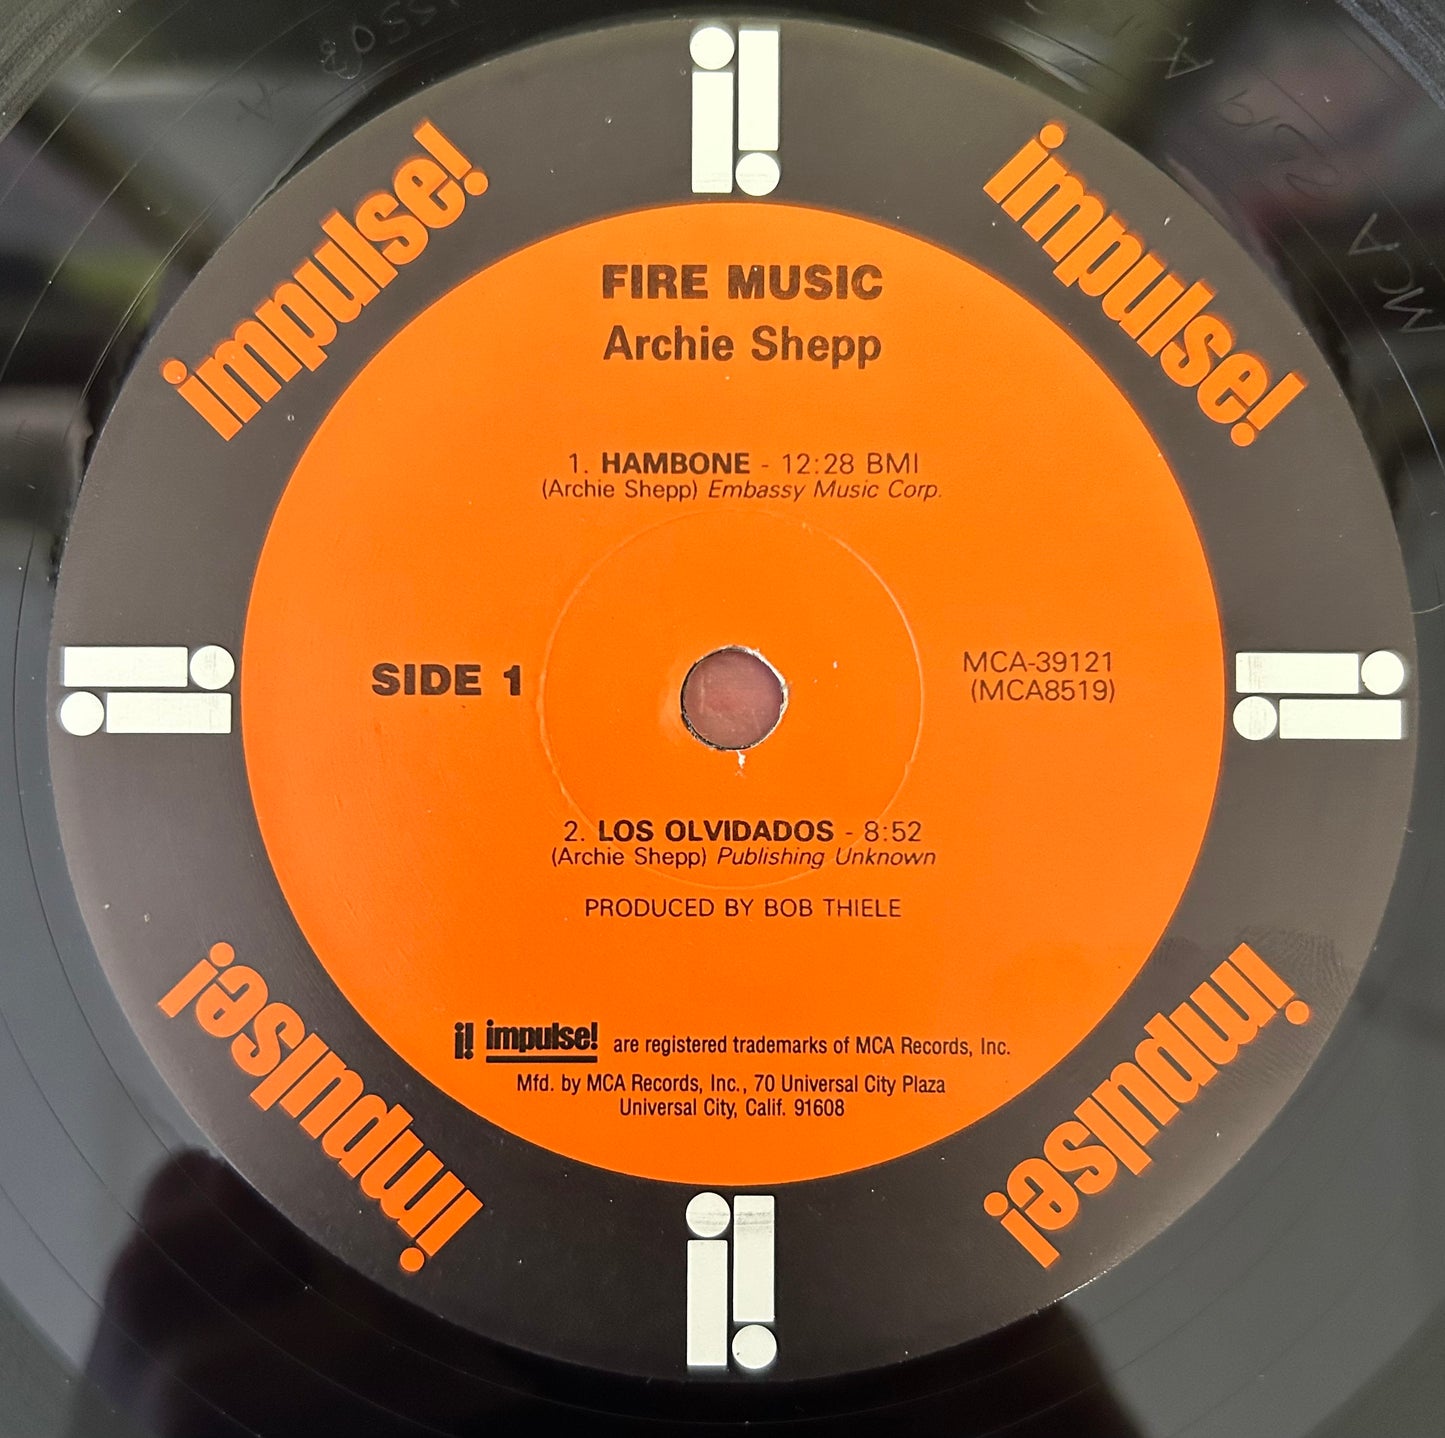 i!
impulse!
impulse!
FIRE MUSIC
Archie Shepp
1. HAMBONE - 12:28 BMI
(Archie Shepp) Embassy Music Corp.
i!
SIDE 1
MCA-39121
(MCA8519)
i!
2. LOS OLVIDADOS - 8:52
(Archie Shepp) Publishing Unknown
PRODUCED BY BOB THIELE
i! impulse! are registered trademarks of MCA Records, Inc.
Mfd. by MCA Records, Inc., 70 Universal City Plaza
Universal City, Calif. 91608
impulse!
impulse!
i!
MCA